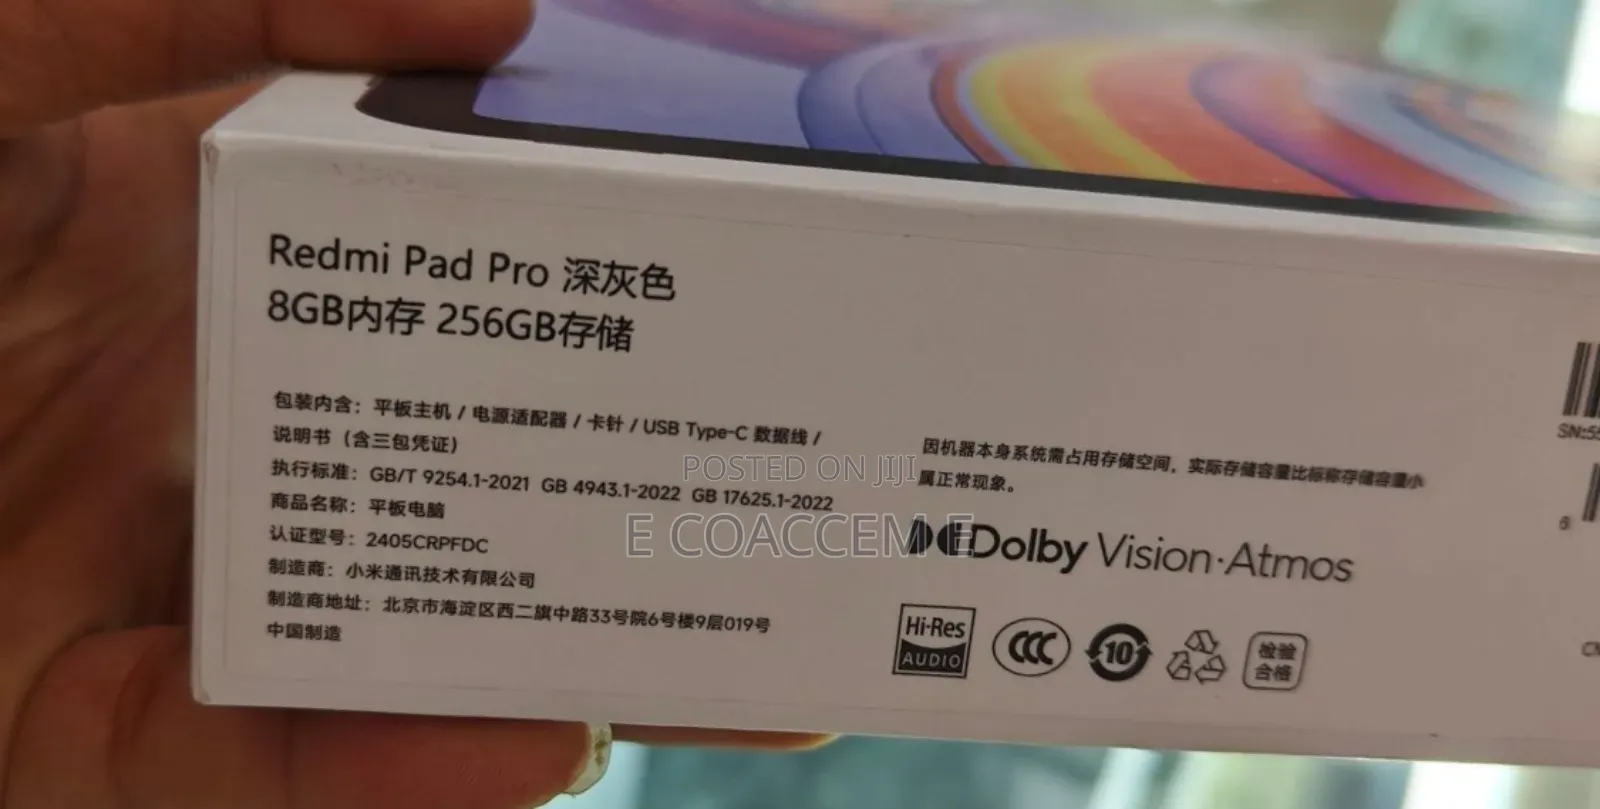 Redmi Pad Pro 深灰色
8GB内存 256GB存储
包装内含：平板主机 / 电源适配器 / 卡针 / USB Type-C 数据线 /
说明书（含三包凭证）
执行标准：GB/T 9254.1-2021 GB 4943.1-2022 GB 17625.1-2022
商品名称：平板电脑
认证型号：2405CRPFDC
制造商：小米通讯技术有限公司
制造商地址：北京市海淀区西二旗中路33号院6号楼9层019号
中国制造
因机器本身系统需占用存储空间，实际存储容量比标称存储容量小
属正常现象。
Dolby Vision·Atmos
Hi-Res
AUDIO
CCC
10
检验
合格
SN:55
6
POSTED ON JIJI
E COACCEM E